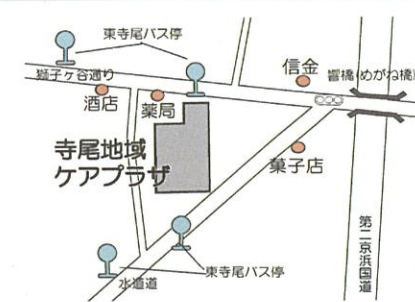 東寺尾バス停
獅子ヶ谷通り
酒店
薬局
信金
響橋(めがね橋)
寺尾地域
ケアプラザ
菓子店
第二京浜国道
東寺尾バス停
水道道